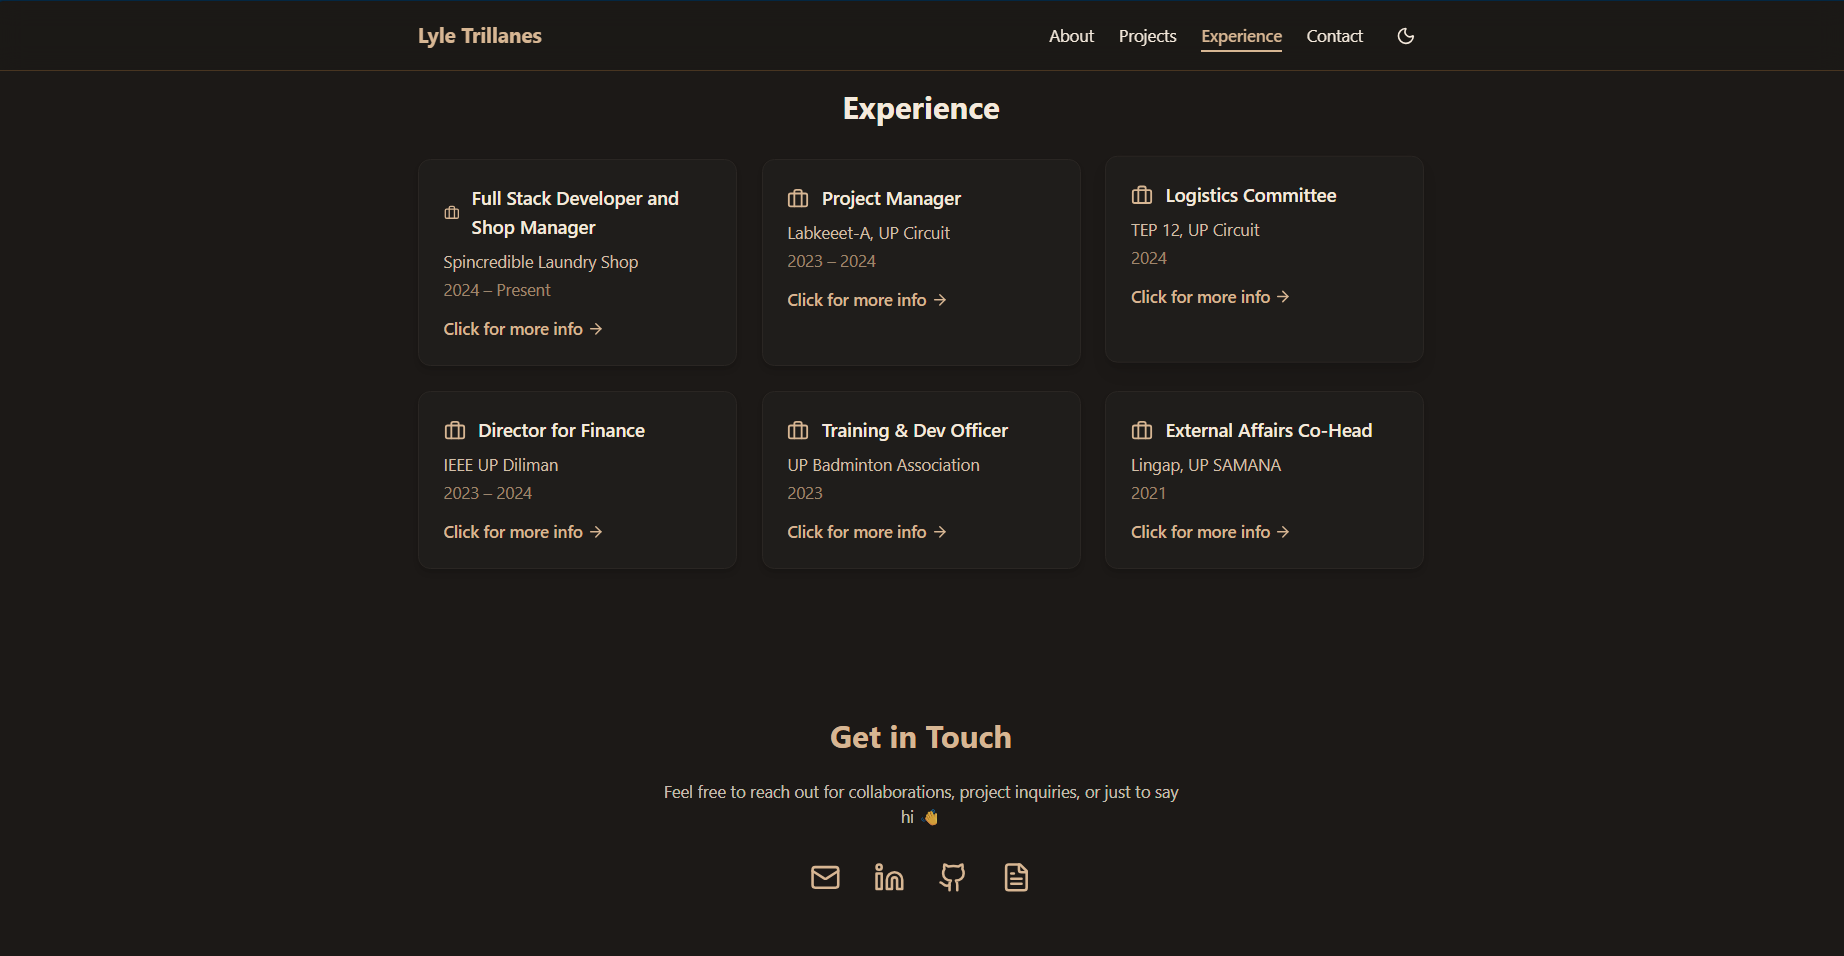 Lyle Trillanes
About Projects Experience Contact
Experience
Full Stack Developer and
Shop Manager
Spincredible Laundry Shop
2024 – Present
Click for more info →
Project Manager
Labkeeet-A, UP Circuit
2023 – 2024
Click for more info →
Logistics Committee
TEP 12, UP Circuit
2024
Click for more info →
Director for Finance
IEEE UP Diliman
2023 – 2024
Click for more info →
Training & Dev Officer
UP Badminton Association
2023
Click for more info →
External Affairs Co-Head
Lingap, UP SAMANA
2021
Click for more info →
Get in Touch
Feel free to reach out for collaborations, project inquiries, or just to say
hi 👋